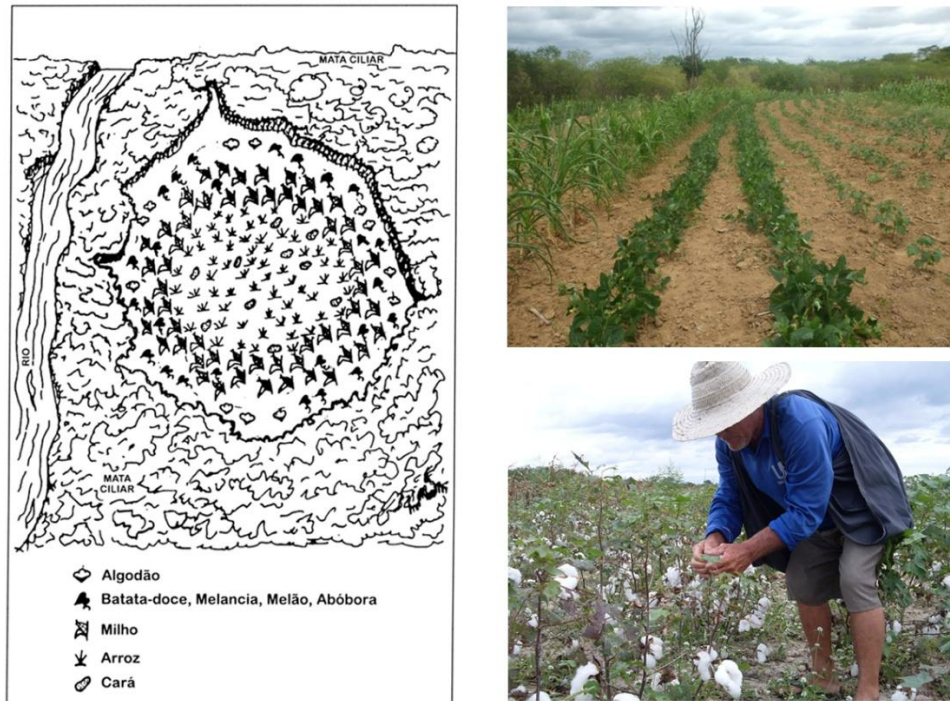 MATA CILIAR
RIO
MATA
CILIAR
Algodão
Batata-doce, Melancia, Melão, Abóbora
Milho
Arroz
Cará